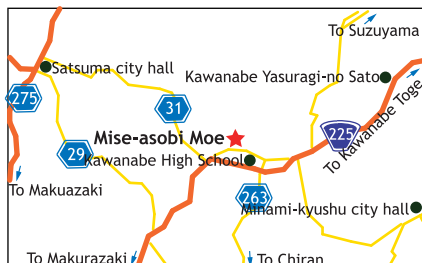 To Suzuyama
Satsuma city hall
Kawanabe Yasuragi-no Sato
275
31
Mise-asobi Moe
225
To Kawanabe Toge
29
Kawanabe High School
To Makuazaki
263
Minami-kyushu city hall
To Makurazaki
To Chiran